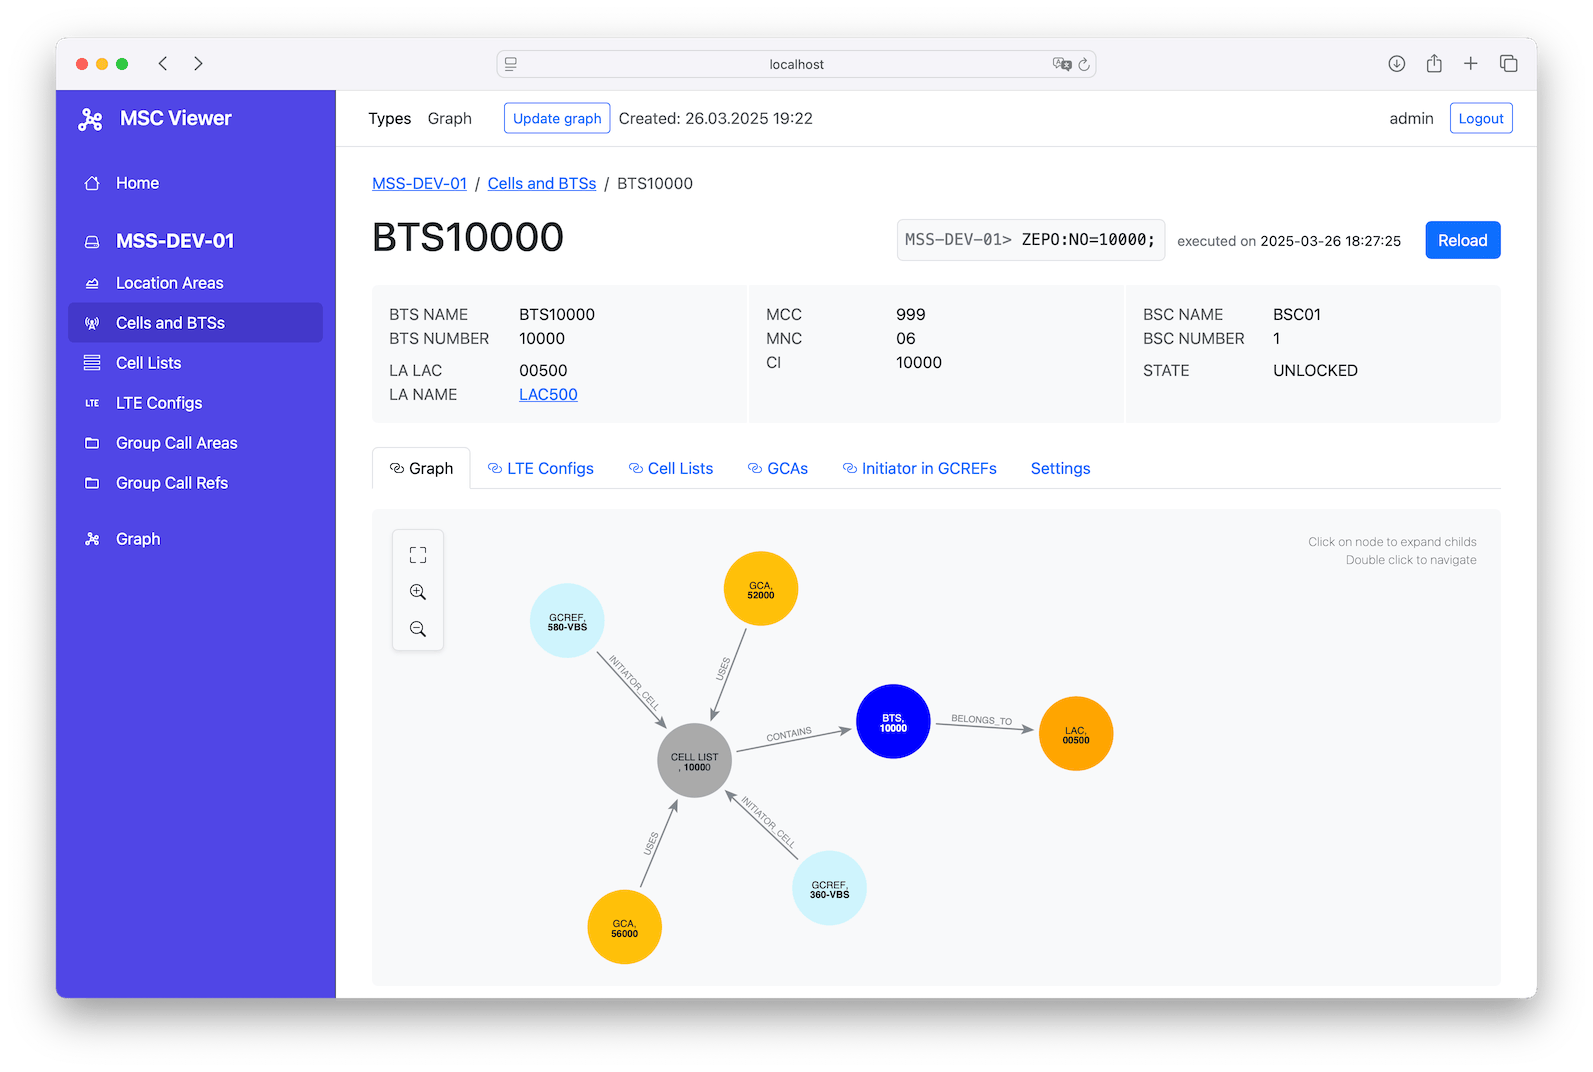 localhost
MSC Viewer
Types Graph Update graph Created: 26.03.2025 19:22 admin Logout
Home
MSS-DEV-01
Location Areas
Cells and BTSs
Cell Lists
LTE LTE Configs
Group Call Areas
Group Call Refs
Graph
MSS-DEV-01 / Cells and BTSs / BTS10000
BTS10000
MSS-DEV-01> ZEPO:NO=10000; executed on 2025-03-26 18:27:25 Reload
BTS NAME BTS10000
BTS NUMBER 10000
LA LAC 00500
LA NAME LAC500
MCC 999
MNC 06
CI 10000
BSC NAME BSC01
BSC NUMBER 1
STATE UNLOCKED
Graph LTE Configs Cell Lists GCAs Initiator in GCREFs Settings
Click on node to expand childs
Double click to navigate
GCA,
52000
GCREF,
580-VBS
INITIATOR_CELL
USES
BTS,
10000
BELONGS_TO
LAC,
00500
CONTAINS
CELL LIST
, 10000
INITIATOR_CELL
USES
GCREF,
360-VBS
GCA,
56000